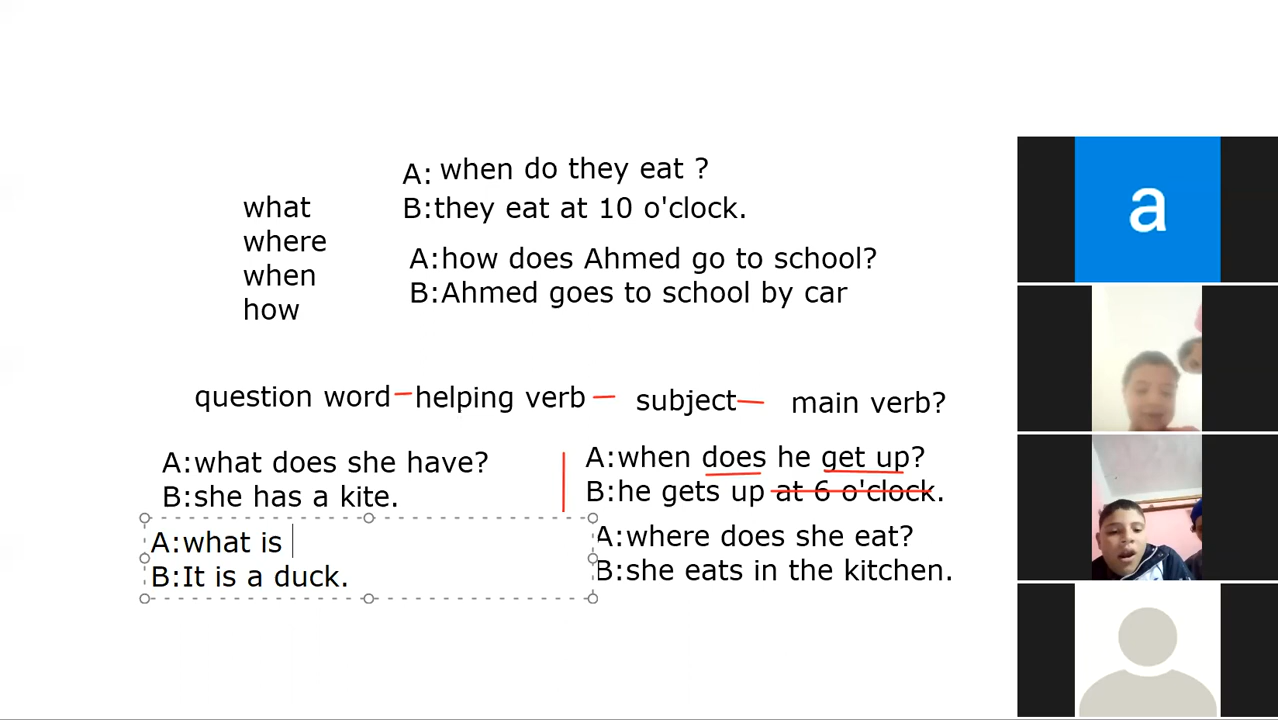 A: when do they eat ?
B:they eat at 10 o'clock.
what
where
when
how
A:how does Ahmed go to school?
B:Ahmed goes to school by car
question word helping verb subject main verb?
A:what does she have?
B:she has a kite.
A:when does he get up?
B:he gets up at 6 o'clock.
A:what is
B:It is a duck.
A:where does she eat?
B:she eats in the kitchen.
a